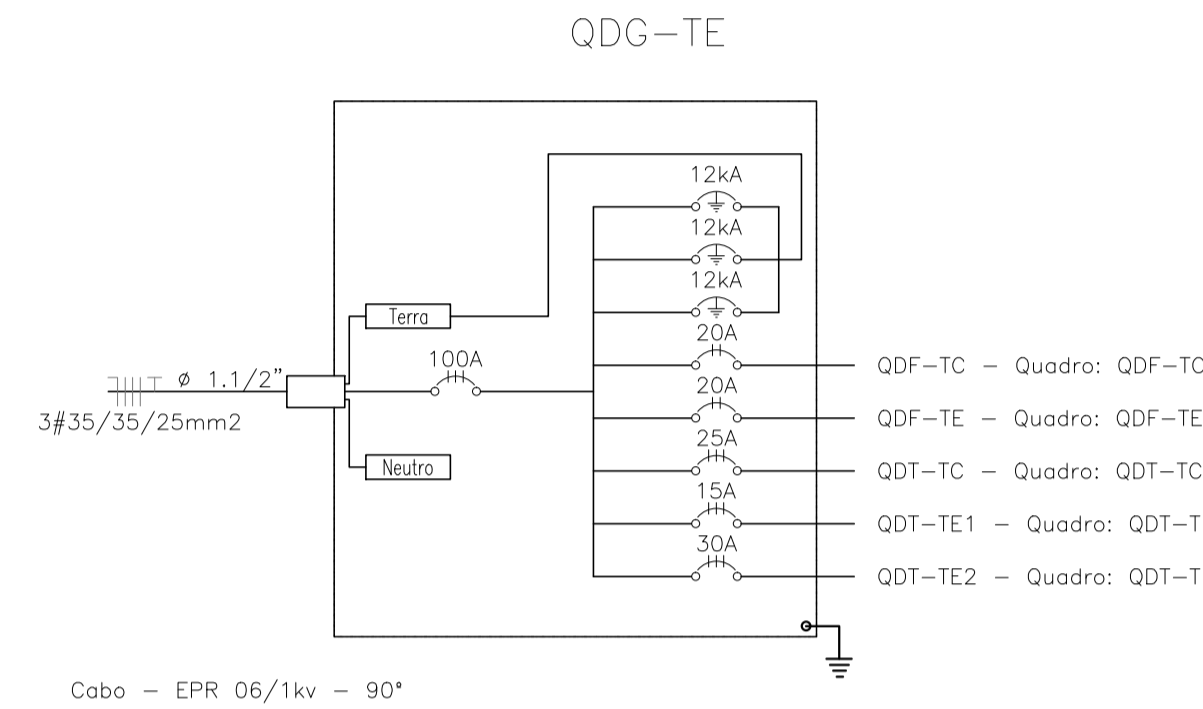 QDG-TE
12kA
12kA
12kA
Terra
20A
100A
QDF-TC - Quadro: QDF-TC
ø 1.1/2"
20A
3#35/35/25mm2
QDF-TE - Quadro: QDF-TE
25A
Neutro
QDT-TC - Quadro: QDT-TC
15A
QDT-TE1 - Quadro: QDT-T
30A
QDT-TE2 - Quadro: QDT-T
Cabo - EPR 06/1kv - 90°